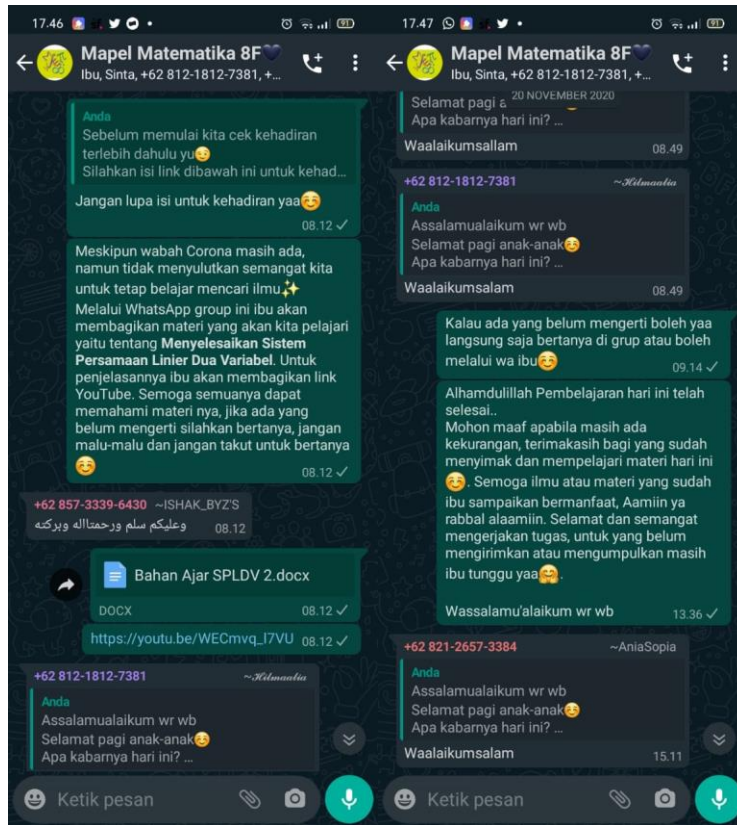 17.46
91
Mapel Matematika 8F
Ibu, Sinta, +62 812-1812-7381, +...
Anda
Sebelum memulai kita cek kehadiran
terlebih dahulu yu😉
Silahkan isi link dibawah ini untuk kehad...
Jangan lupa isi untuk kehadiran yaa☺️
08.12
Meskipun wabah Corona masih ada,
namun tidak menyulutkan semangat kita
untuk tetap belajar mencari ilmu✨
Melalui WhatsApp group ini ibu akan
membagikan materi yang akan kita pelajari
yaitu tentang Menyelesaikan Sistem
Persamaan Linier Dua Variabel. Untuk
penjelasannya ibu akan membagikan link
YouTube. Semoga semuanya dapat
memahami materi nya, jika ada yang
belum mengerti silahkan bertanya, jangan
malu-malu dan jangan takut untuk bertanya
☺️
08.12
+62 857-3339-6430 ~ISHAK_BYZ'S
وعليكم سلم ورحمتاالله وبركته
08.12
Bahan Ajar SPLDV 2.docx
DOCX 08.12
https://youtu.be/WECmvq_I7VU 08.12
+62 812-1812-7381 ~Hilmaalia
Anda
Assalamualaikum wr wb
Selamat pagi anak-anak☺️
Apa kabarnya hari ini? ...
Ketik pesan
17.47
91
Mapel Matematika 8F
Ibu, Sinta, +62 812-1812-7381, +...
20 NOVEMBER 2020
Selamat pagi
Apa kabarnya hari ini? ...
Waalaikumsallam
08.49
+62 812-1812-7381 ~Hilmaalia
Anda
Assalamualaikum wr wb
Selamat pagi anak-anak☺️
Apa kabarnya hari ini? ...
Waalaikumsalam
08.49
Kalau ada yang belum mengerti boleh yaa
langsung saja bertanya di grup atau boleh
melalui wa ibu☺️
09.14
Alhamdulillah Pembelajaran hari ini telah
selesai..
Mohon maaf apabila masih ada
kekurangan, terimakasih bagi yang sudah
menyimak dan mempelajari materi hari ini
☺️. Semoga ilmu atau materi yang sudah
ibu sampaikan bermanfaat, Aamiin ya
rabbal alaamiin. Selamat dan semangat
mengerjakan tugas, untuk yang belum
mengirimkan atau mengumpulkan masih
ibu tunggu yaa🤗.
Wassalamu'alaikum wr wb 13.36
+62 821-2657-3384 ~AniaSopia
Anda
Assalamualaikum wr wb
Selamat pagi anak-anak☺️
Apa kabarnya hari ini? ...
Waalaikumsalam
15.11
Ketik pesan